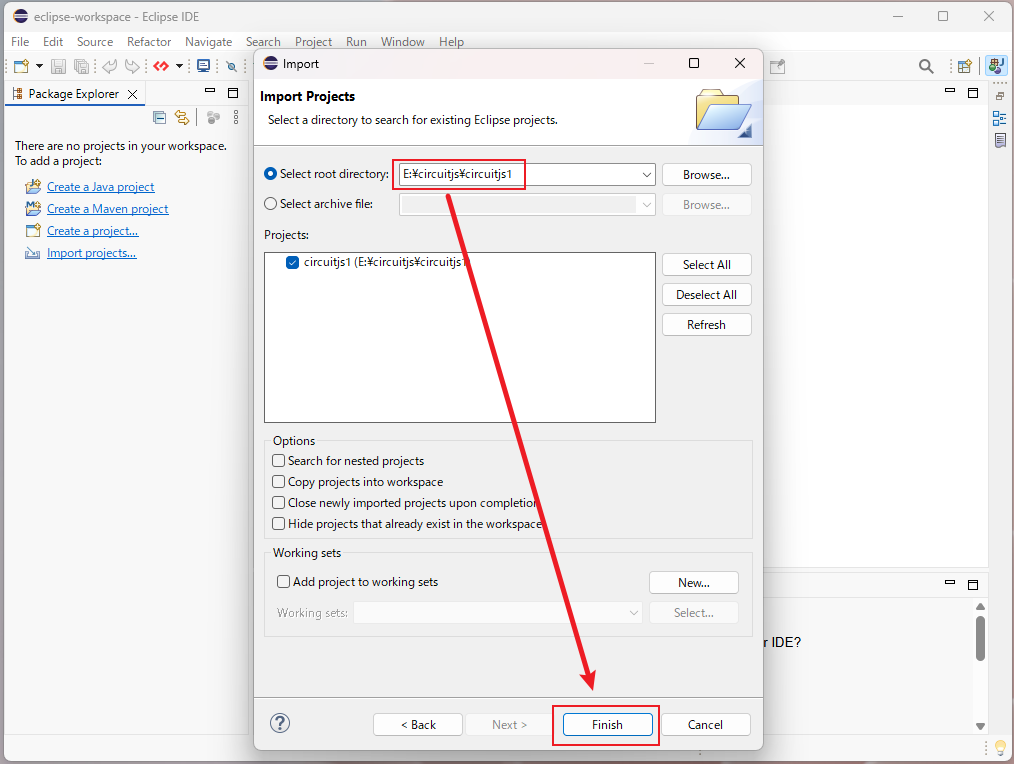 eclipse-workspace - Eclipse IDE
File Edit Source Refactor Navigate Search Project Run Window Help
Package Explorer
There are no projects in your workspace.
To add a project:
Create a Java project
Create a Maven project
Create a project...
Import projects...
Import
Import Projects
Select a directory to search for existing Eclipse projects.
Select root directory: E:¥circuitjs¥circuitjs1 Browse...
Select archive file: Browse...
Projects:
circuitjs1 (E:¥circuitjs¥circuitjs1)
Select All
Deselect All
Refresh
Options
Search for nested projects
Copy projects into workspace
Close newly imported projects upon completion
Hide projects that already exist in the workspace
Working sets
Add project to working sets New...
Working sets: Select...
r IDE?
? < Back Next > Finish Cancel